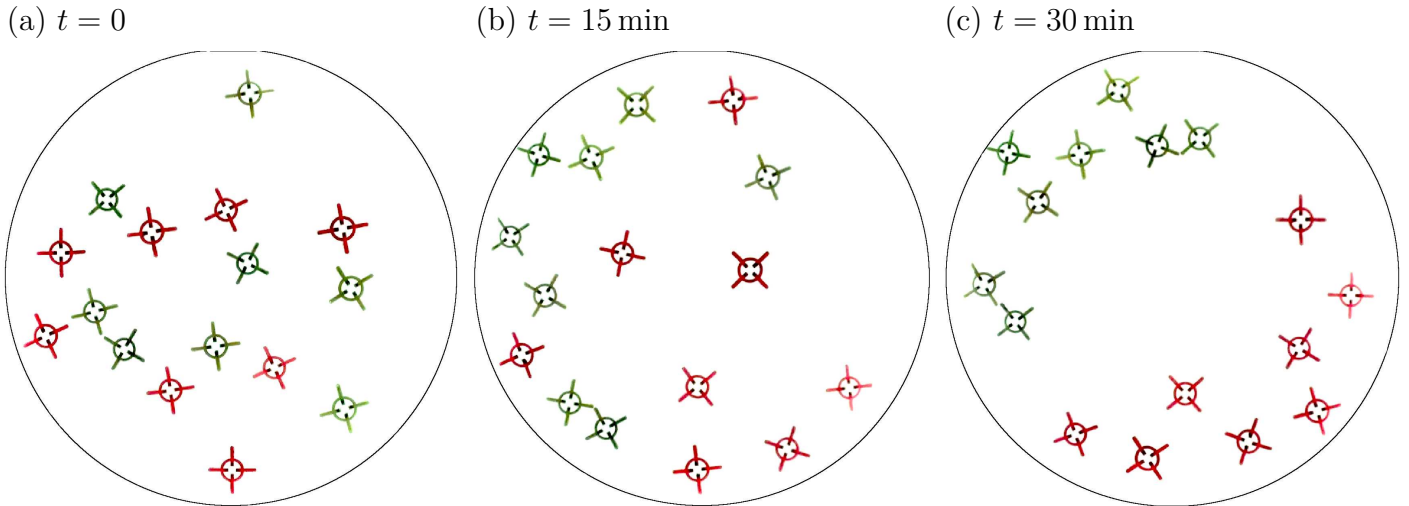 (a) t = 0
(b) t = 15 min
(c) t = 30 min